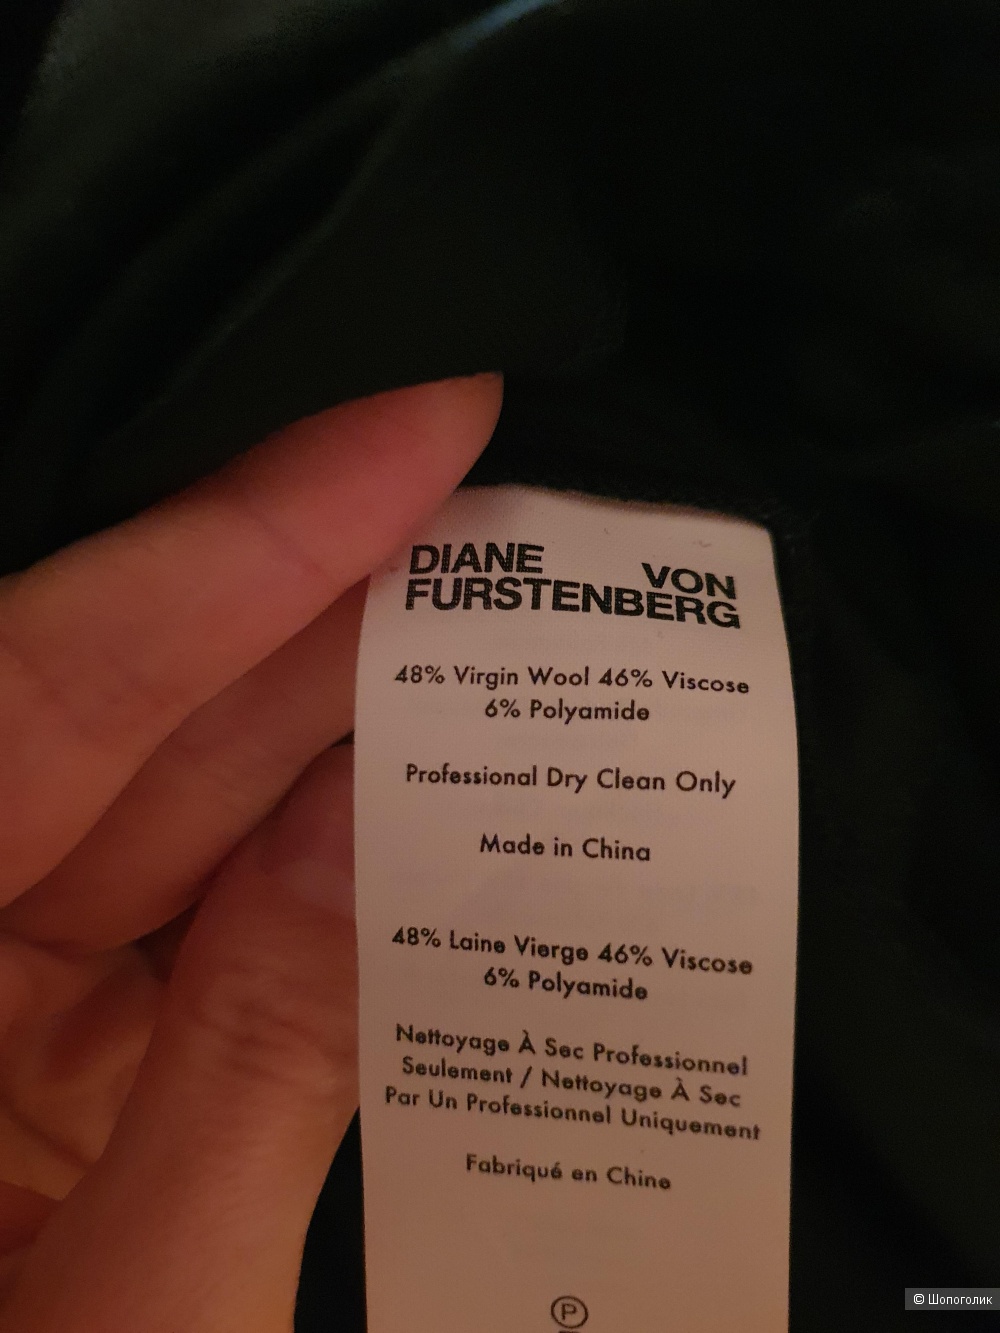 DIANE VON
FURSTENBERG
48% Virgin Wool 46% Viscose
6% Polyamide
Professional Dry Clean Only
Made in China
48% Laine Vierge 46% Viscose
6% Polyamide
Nettoyage À Sec Professionnel
Seulement / Nettoyage À Sec
Par Un Professionnel Uniquement
Fabriqué en Chine
P
© Шопоголик